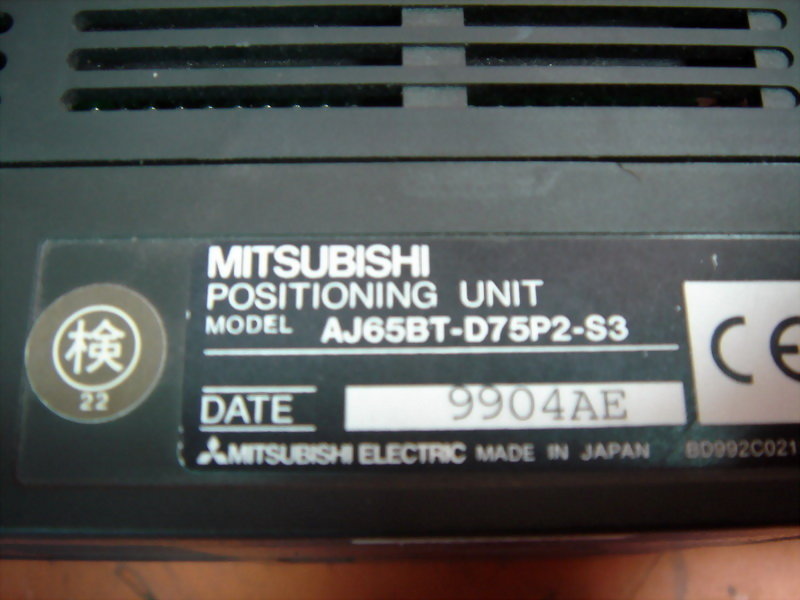 MITSUBISHI
POSITIONING UNIT
MODEL AJ65BT-D75P2-S3
検
22
CE
DATE 9904AE
MITSUBISHI ELECTRIC MADE IN JAPAN BD992C021